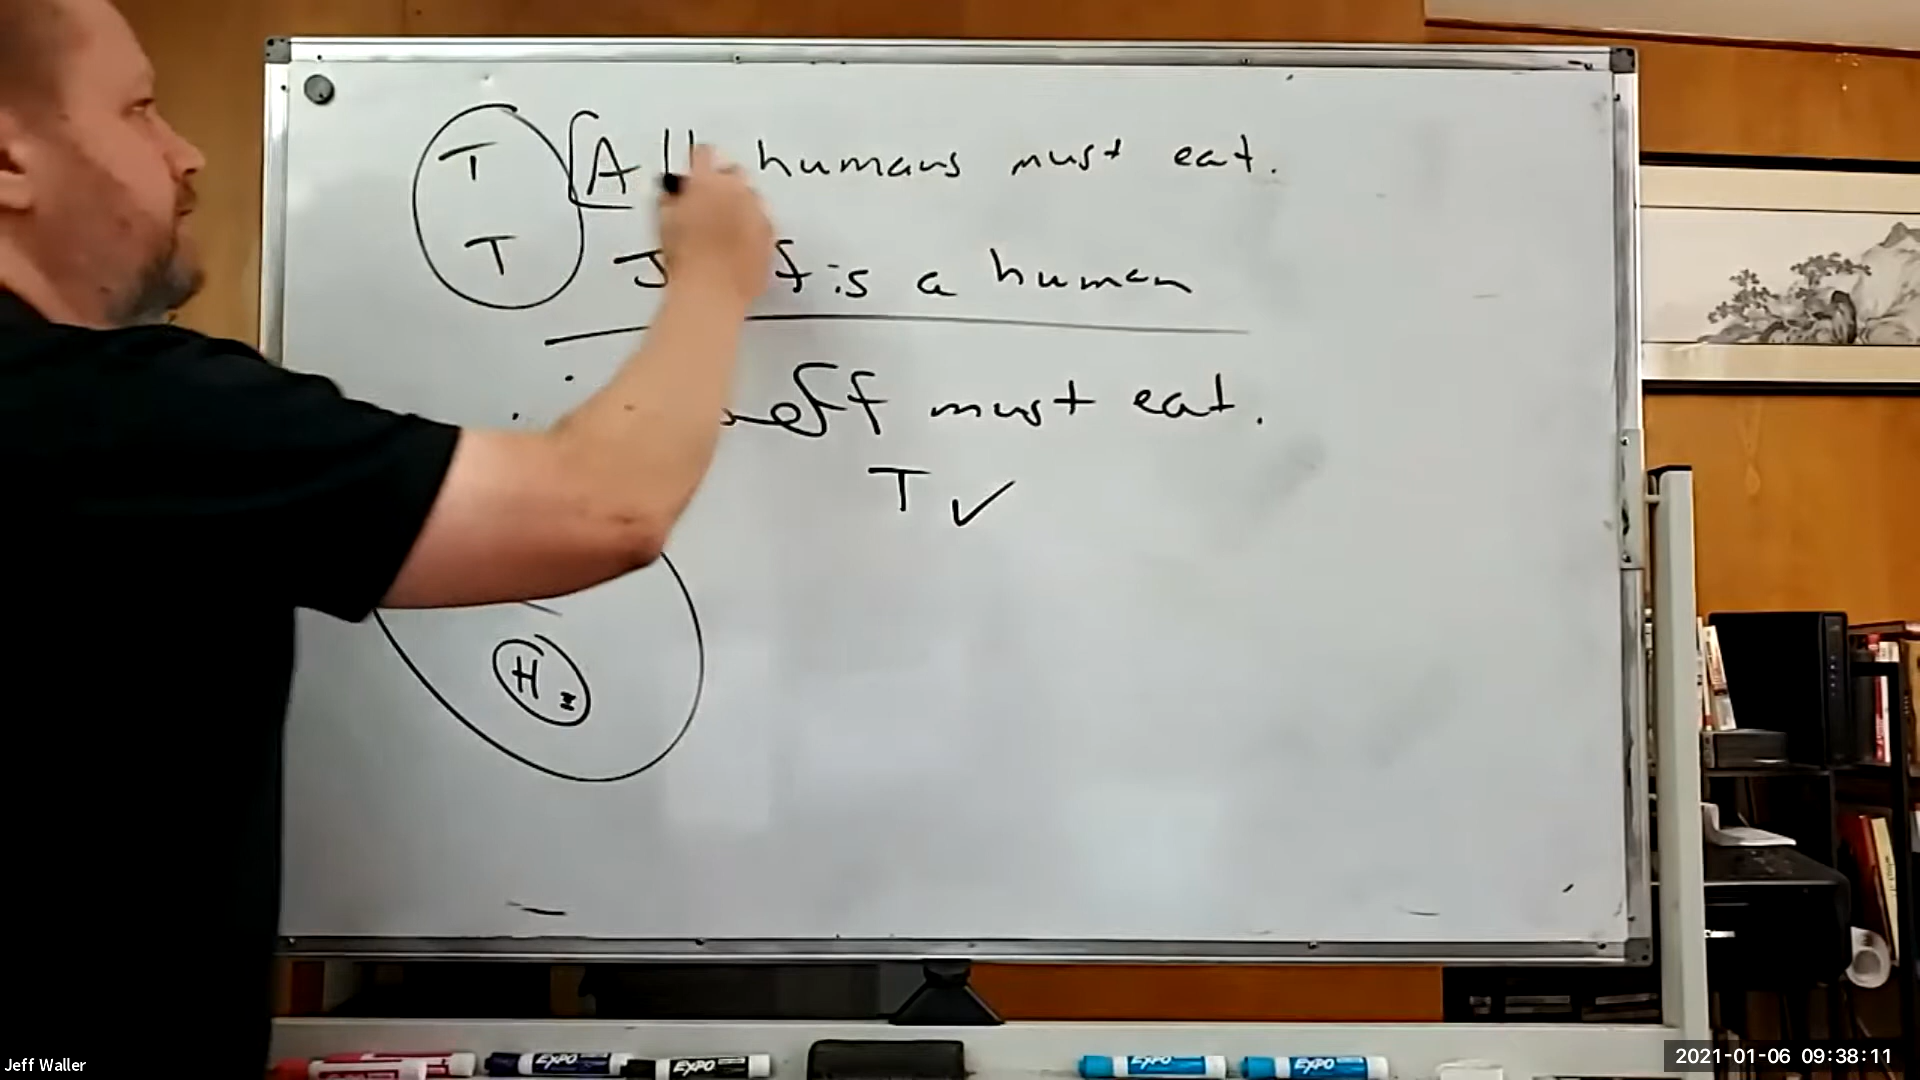 T All humans must eat.
T is a human
must eat.
T ✓
H
EXPO
EXPO
EXPO
EXPO
Jeff Waller
2021-01-06 09:38:11